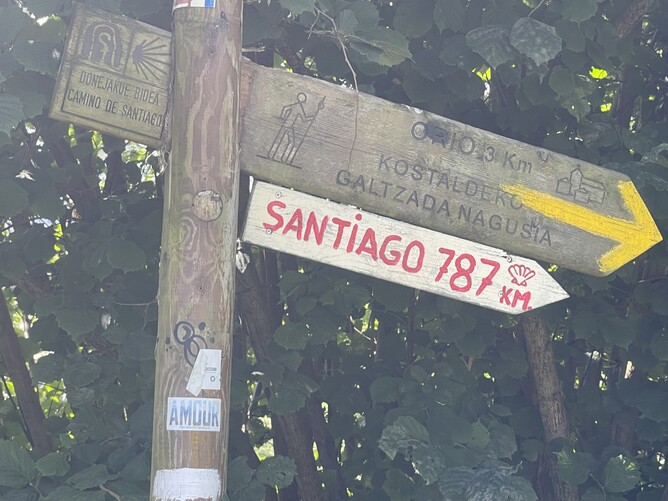 DONEJAKUE BIDEA
CAMINO DE SANTIAGO
ORIO 3 Km
KOSTALDEKO
GALTZADA NAGUSIA
SANTiAGO 787
KM.
AMOUR